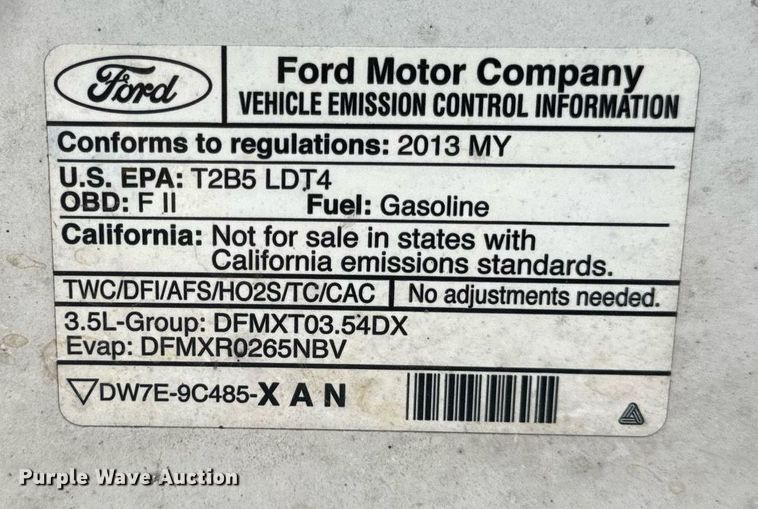 Ford
Ford Motor Company
VEHICLE EMISSION CONTROL INFORMATION
Conforms to regulations: 2013 MY
U.S. EPA: T2B5 LDT4
OBD: F II Fuel: Gasoline
California: Not for sale in states with
California emissions standards.
TWC/DFI/AFS/HO2S/TC/CAC No adjustments needed.
3.5L-Group: DFMXT03.54DX
Evap: DFMXR0265NBV
DW7E-9C485-XAN
Purple Wave Auction